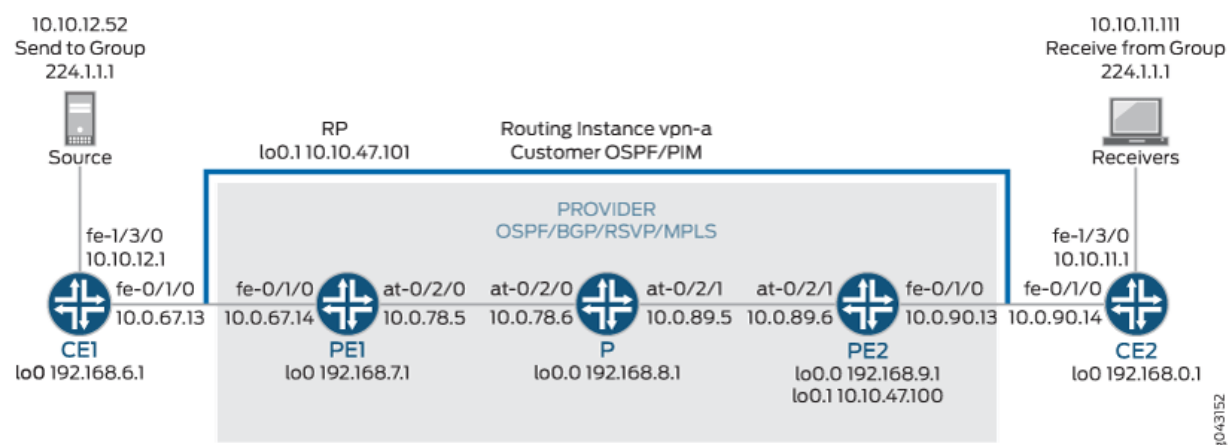 10.10.12.52
Send to Group
224.1.1.1
Source
10.10.11.111
Receive from Group
224.1.1.1
Receivers
RP
lo0.1 10.10.47.101
Routing Instance vpn-a
Customer OSPF/PIM
PROVIDER
OSPF/BGP/RSVP/MPLS
fe-1/3/0
10.10.12.1
fe-1/3/0
10.10.11.1
fe-0/1/0
10.0.67.13
fe-0/1/0
10.0.67.14
at-0/2/0
10.0.78.5
at-0/2/0
10.0.78.6
at-0/2/1
10.0.89.5
at-0/2/1
10.0.89.6
fe-0/1/0
10.0.90.13
fe-0/1/0
10.0.90.14
CE1
lo0 192.168.6.1
PE1
lo0 192.168.7.1
P
lo0.0 192.168.8.1
PE2
lo0.0 192.168.9.1
lo0.1 10.10.47.100
CE2
lo0 192.168.0.1
g043152